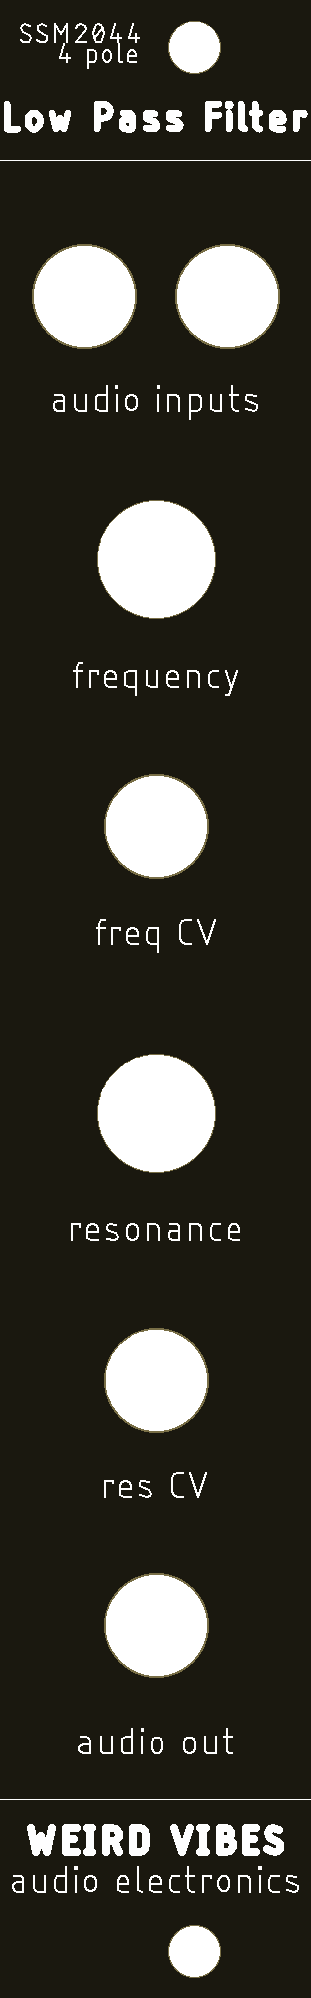 SSM2044
4 pole
Low Pass Filter
audio inputs
frequency
freq CV
resonance
res CV
audio out
WEIRD VIBES
audio electronics